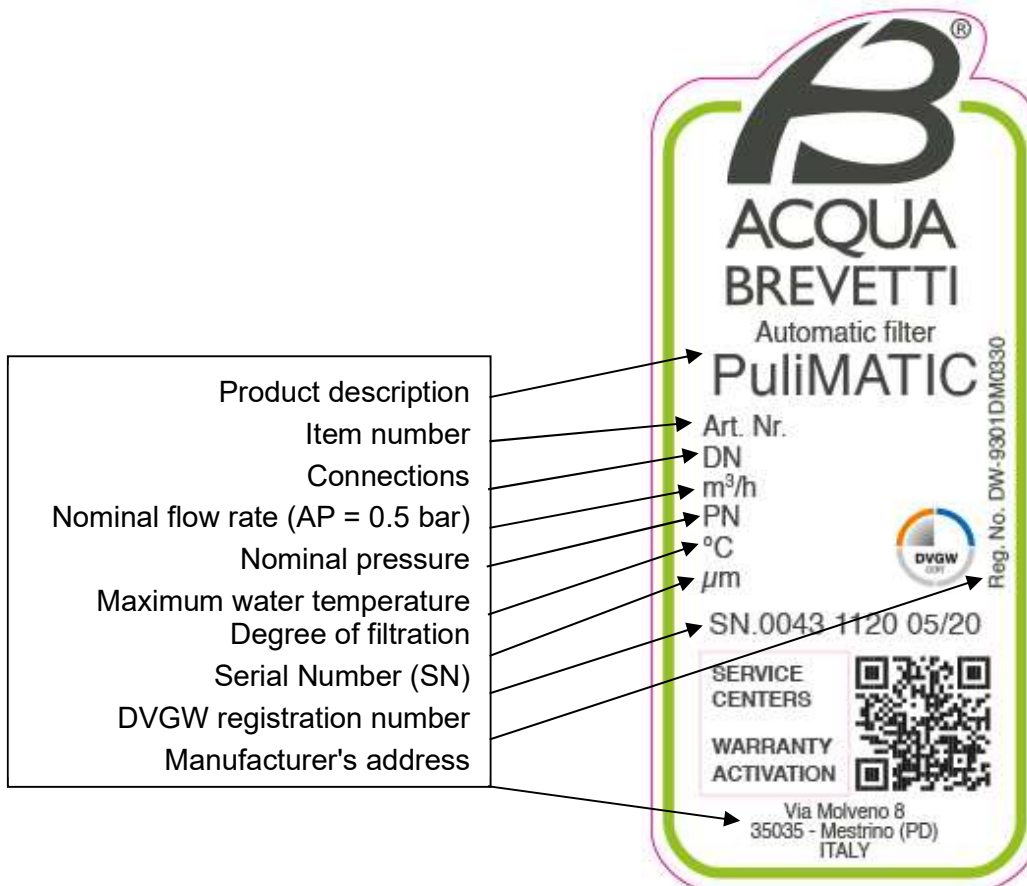 Product description
Item number
Connections
Nominal flow rate (AP = 0.5 bar)
Nominal pressure
Maximum water temperature
Degree of filtration
Serial Number (SN)
DVGW registration number
Manufacturer's address
®
ACQUA
BREVETTI
Automatic filter
PuliMATIC
Art. Nr.
DN
m³/h
PN
°C
µm
DVGW
CERT
Reg. No. DW-9301DM0330
SN.0043 1120 05/20
SERVICE
CENTERS
WARRANTY
ACTIVATION
Via Molveno 8
35035 - Mestrino (PD)
ITALY